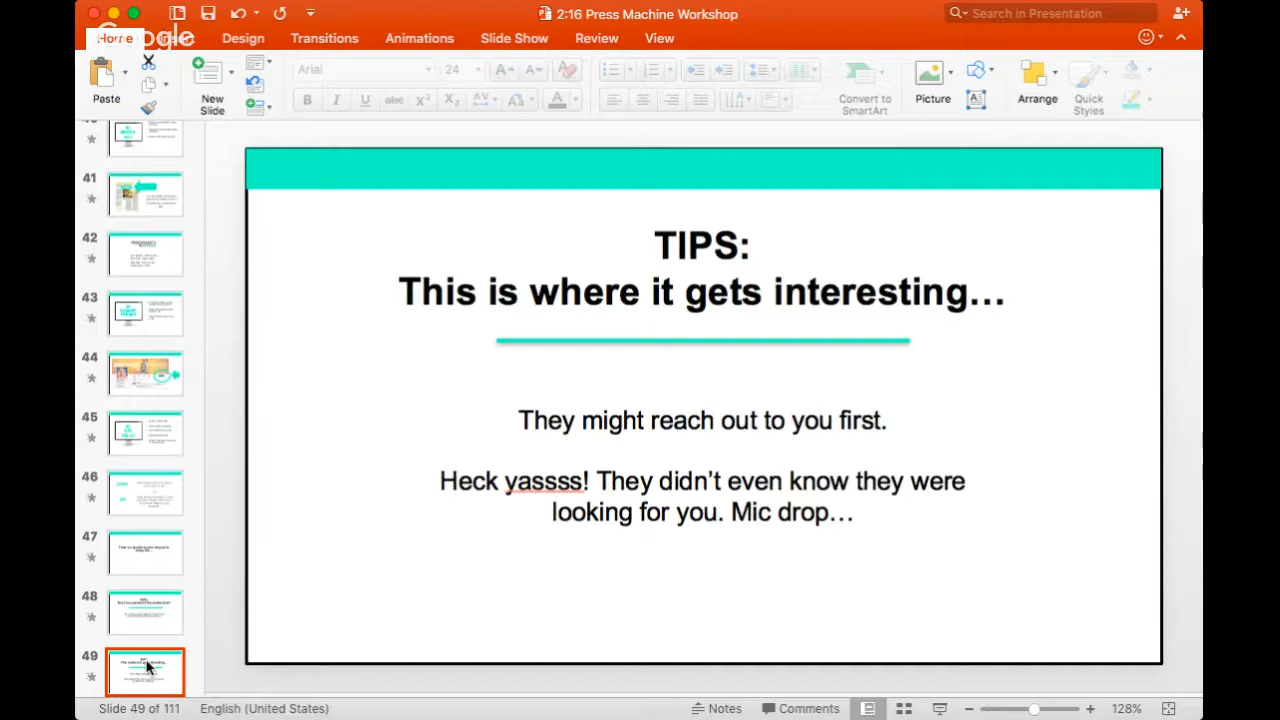 2:16 Press Machine Workshop
Search in Presentation
Google
Home Insert Design Transitions Animations Slide Show Review View
Paste
New
Slide
Arial
24
Convert to
SmartArt
Picture
Arrange
Quick
Styles
41
42
43
44
45
46
47
48
49
TIPS:
This is where it gets interesting…
They might reach out to you first.
Heck yassss! They didn’t even know they were
looking for you. Mic drop…
Slide 49 of 111
English (United States)
Notes
Comments
128%